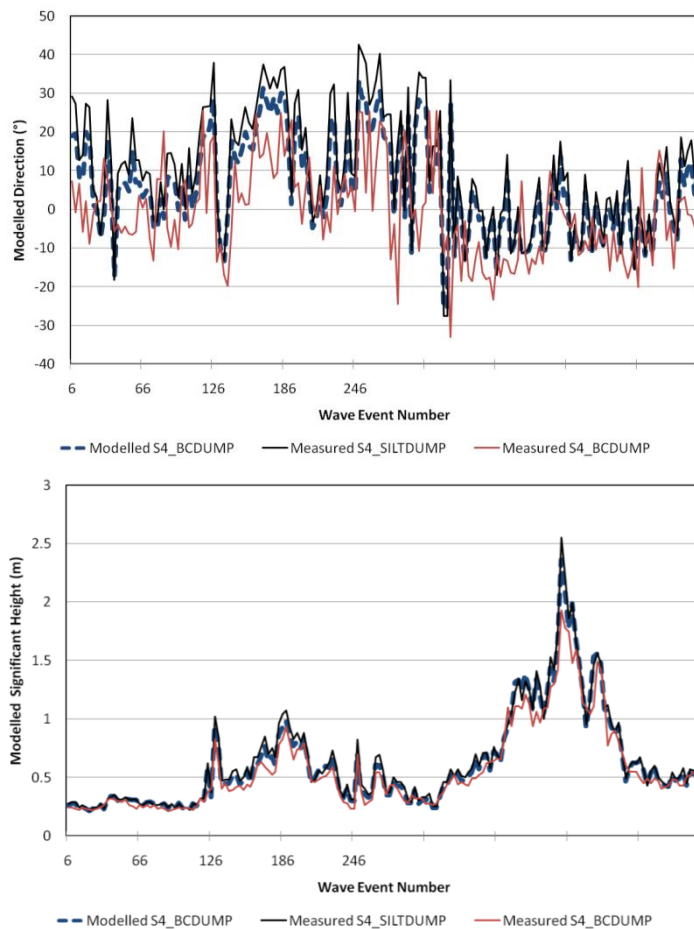 50
40
30
20
10
0
-10
-20
-30
-40
Modelled Direction (°)
6 66 126 186 246
Wave Event Number
Modelled S4_BCDUMP Measured S4_SILTDUMP Measured S4_BCDUMP
3
2.5
2
1.5
1
0.5
0
Modelled Significant Height (m)
6 66 126 186 246
Wave Event Number
Modelled S4_BCDUMP Measured S4_SILTDUMP Measured S4_BCDUMP